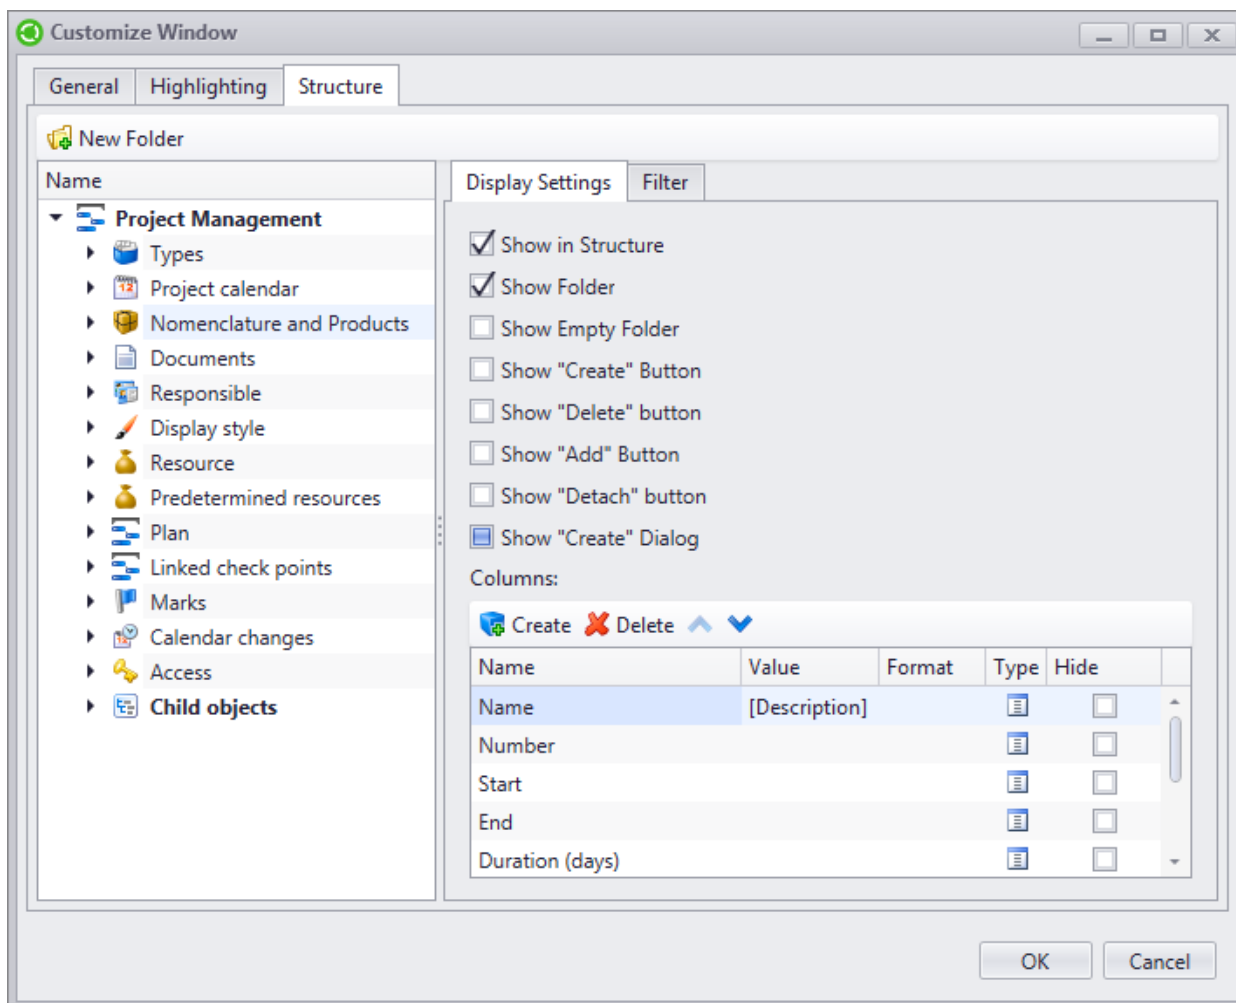 Customize Window
General Highlighting Structure
New Folder
Name
Project Management
Types
Project calendar
Nomenclature and Products
Documents
Responsible
Display style
Resource
Predetermined resources
Plan
Linked check points
Marks
Calendar changes
Access
Child objects
Display Settings Filter
Show in Structure
Show Folder
Show Empty Folder
Show "Create" Button
Show "Delete" button
Show "Add" Button
Show "Detach" button
Show "Create" Dialog
Columns:
Create Delete
Name Value Format Type Hide
Name [Description]
Number
Start
End
Duration (days)
OK Cancel